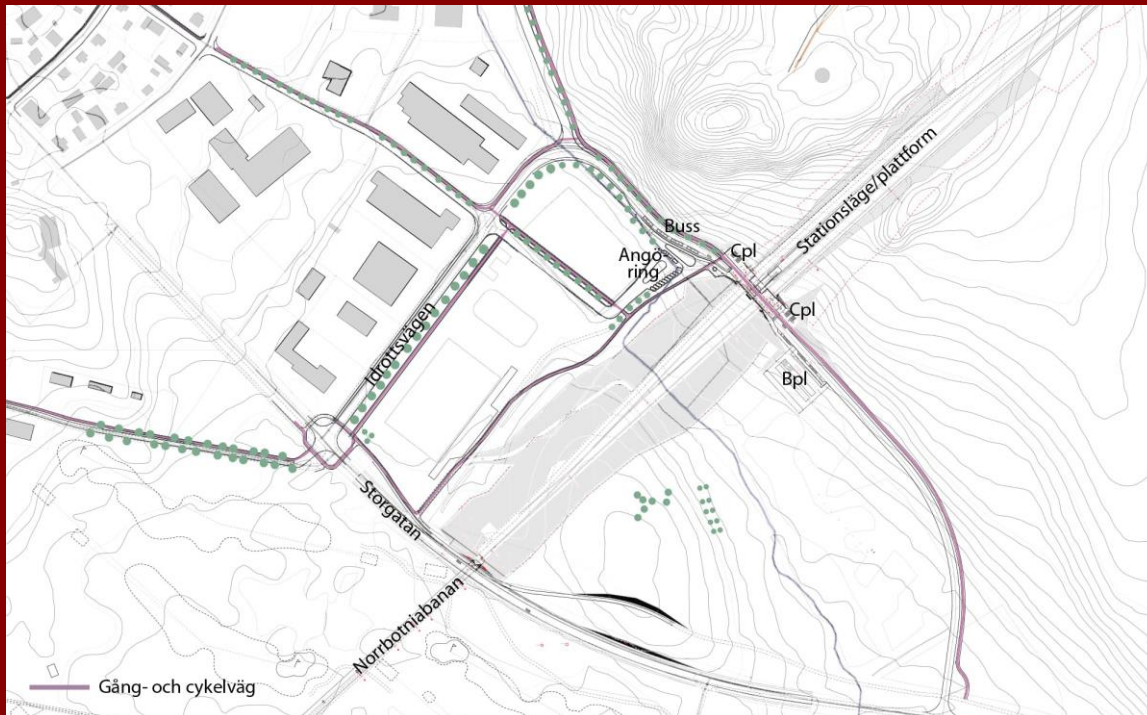 Stationsläge/plattform
Buss
Cpl
Angö-
ring
Cpl
Bpl
Idrottsvägen
Storgatan
Norrbotniabanan
Gång- och cykelväg